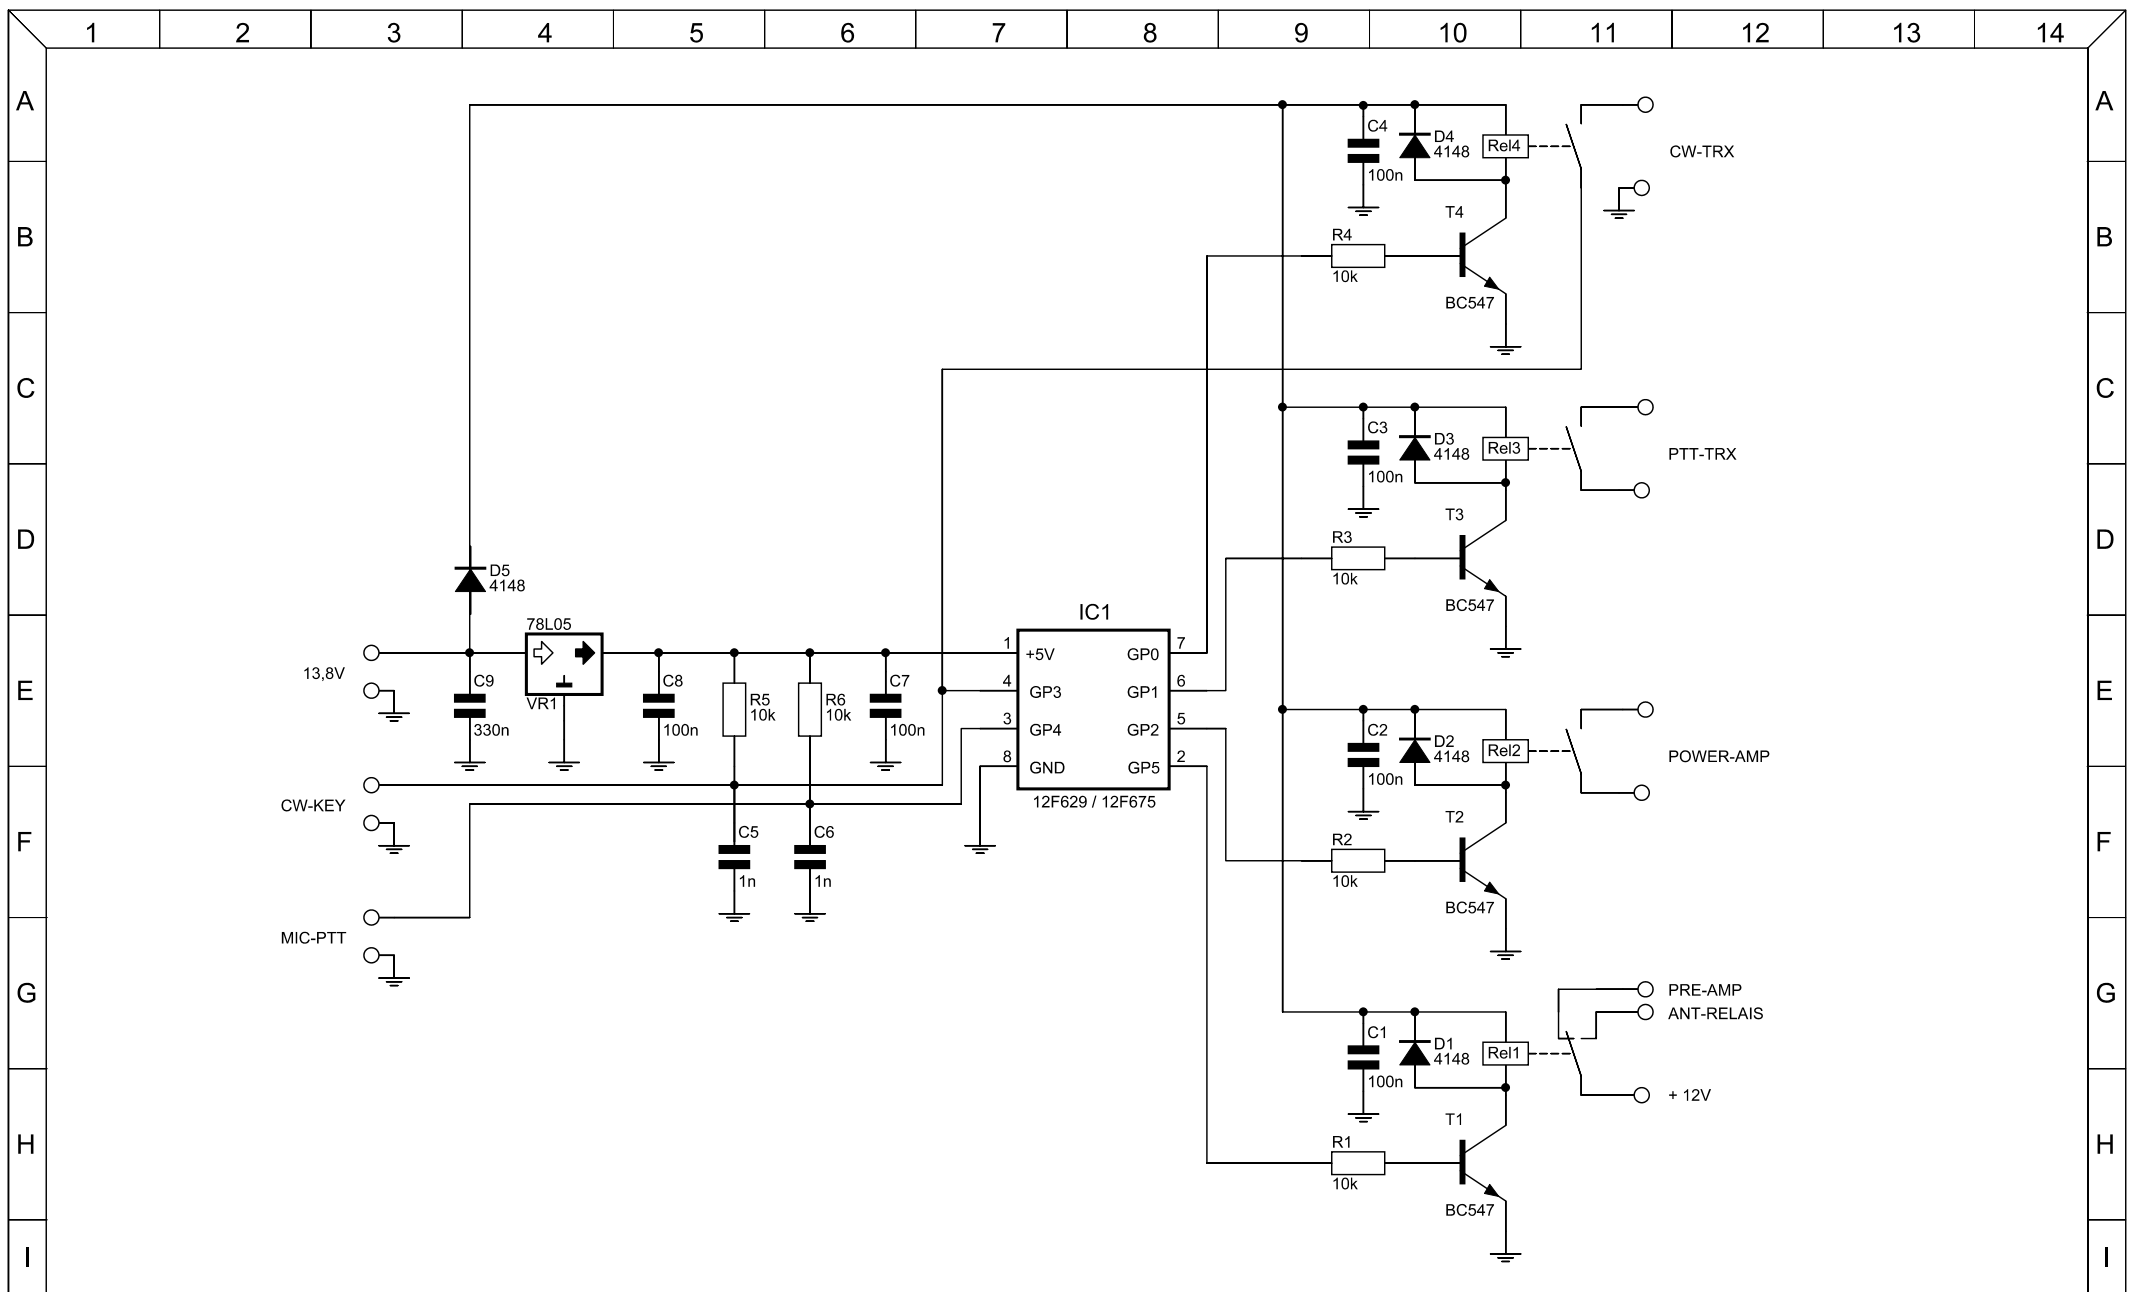 1 2 3 4 5 6 7 8 9 10 11 12 13 14
A A
C4
D4
4148
Rel4
100n
CW-TRX
B B
T4
R4
10k
BC547
C C
C3
D3
4148
Rel3
100n
PTT-TRX
D D
T3
R3
10k
BC547
D5
4148
E E
13,8V
C9
330n
78L05
VR1
C8
100n
R5
10k
R6
10k
C7
100n
IC1
1 +5V GP0 7
4 GP3 GP1 6
3 GP4 GP2 5
8 GND GP5 2
12F629 / 12F675
C2
D2
4148
Rel2
100n
POWER-AMP
F F
CW-KEY
C5
1n
C6
1n
T2
R2
10k
BC547
G G
MIC-PTT
PRE-AMP
ANT-RELAIS
C1
D1
4148
Rel1
100n
+ 12V
H H
T1
R1
10k
BC547
I I